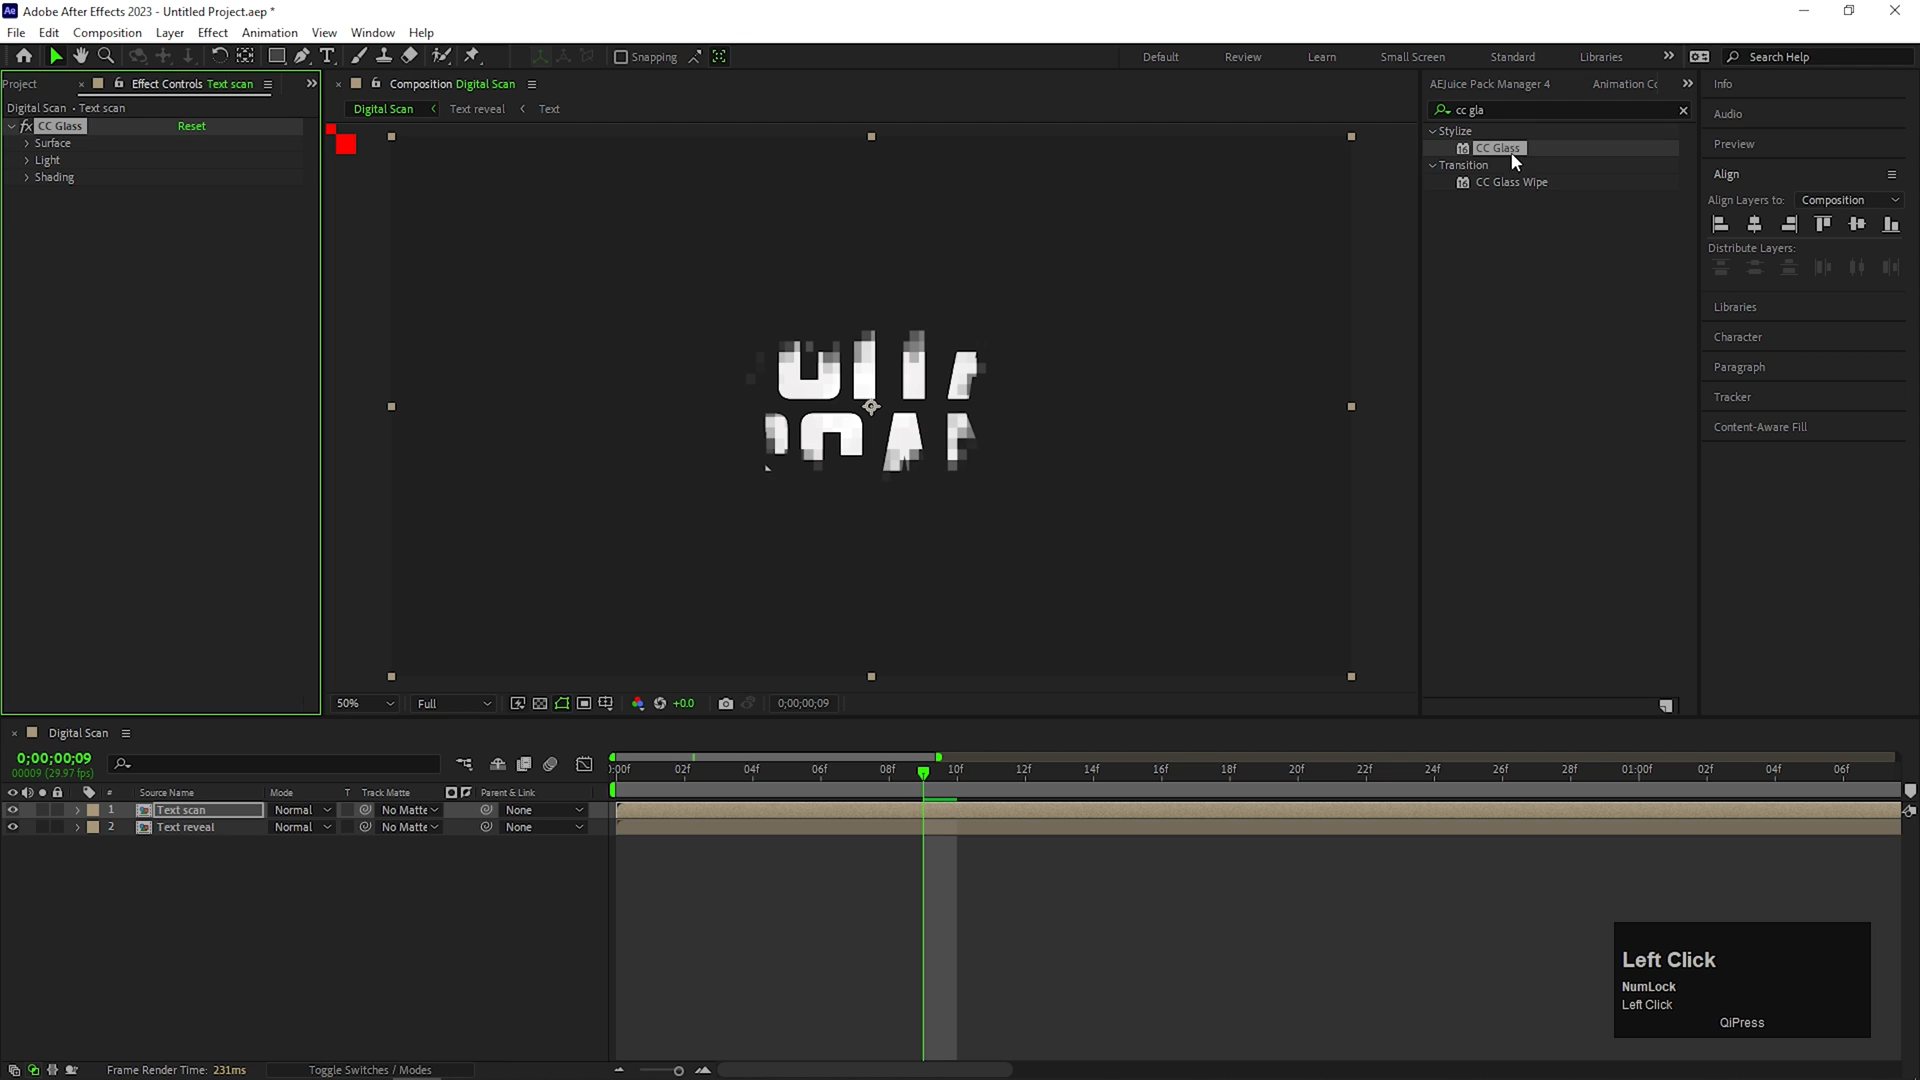 Adobe After Effects 2023 - Untitled Project.aep *
File Edit Composition Layer Effect Animation View Window Help
Snapping
Default Review Learn Small Screen Standard Libraries Search Help
Project Effect Controls Text scan
Composition Digital Scan
AEJuice Pack Manager 4 Animation Co
Info
Digital Scan • Text scan
Digital Scan Text reveal Text
cc gla
Audio
fx CC Glass Reset
Surface
Light
Shading
Stylize
CC Glass
Transition
CC Glass Wipe
Preview
Align
Align Layers to: Composition
Distribute Layers:
Libraries
Character
Paragraph
Tracker
Content-Aware Fill
50% Full +0.0 0;00;00;09
Digital Scan
0;00;00;09
00009 (29.97 fps)
):00f 02f 04f 06f 08f 10f 12f 14f 16f 18f 20f 22f 24f 26f 28f 01:00f 02f 04f 06f
# Source Name Mode T Track Matte Parent & Link
1 Text scan Normal No Matte None
2 Text reveal Normal No Matte None
Left Click
NumLock
Left Click
QiPress
Frame Render Time: 231ms Toggle Switches / Modes